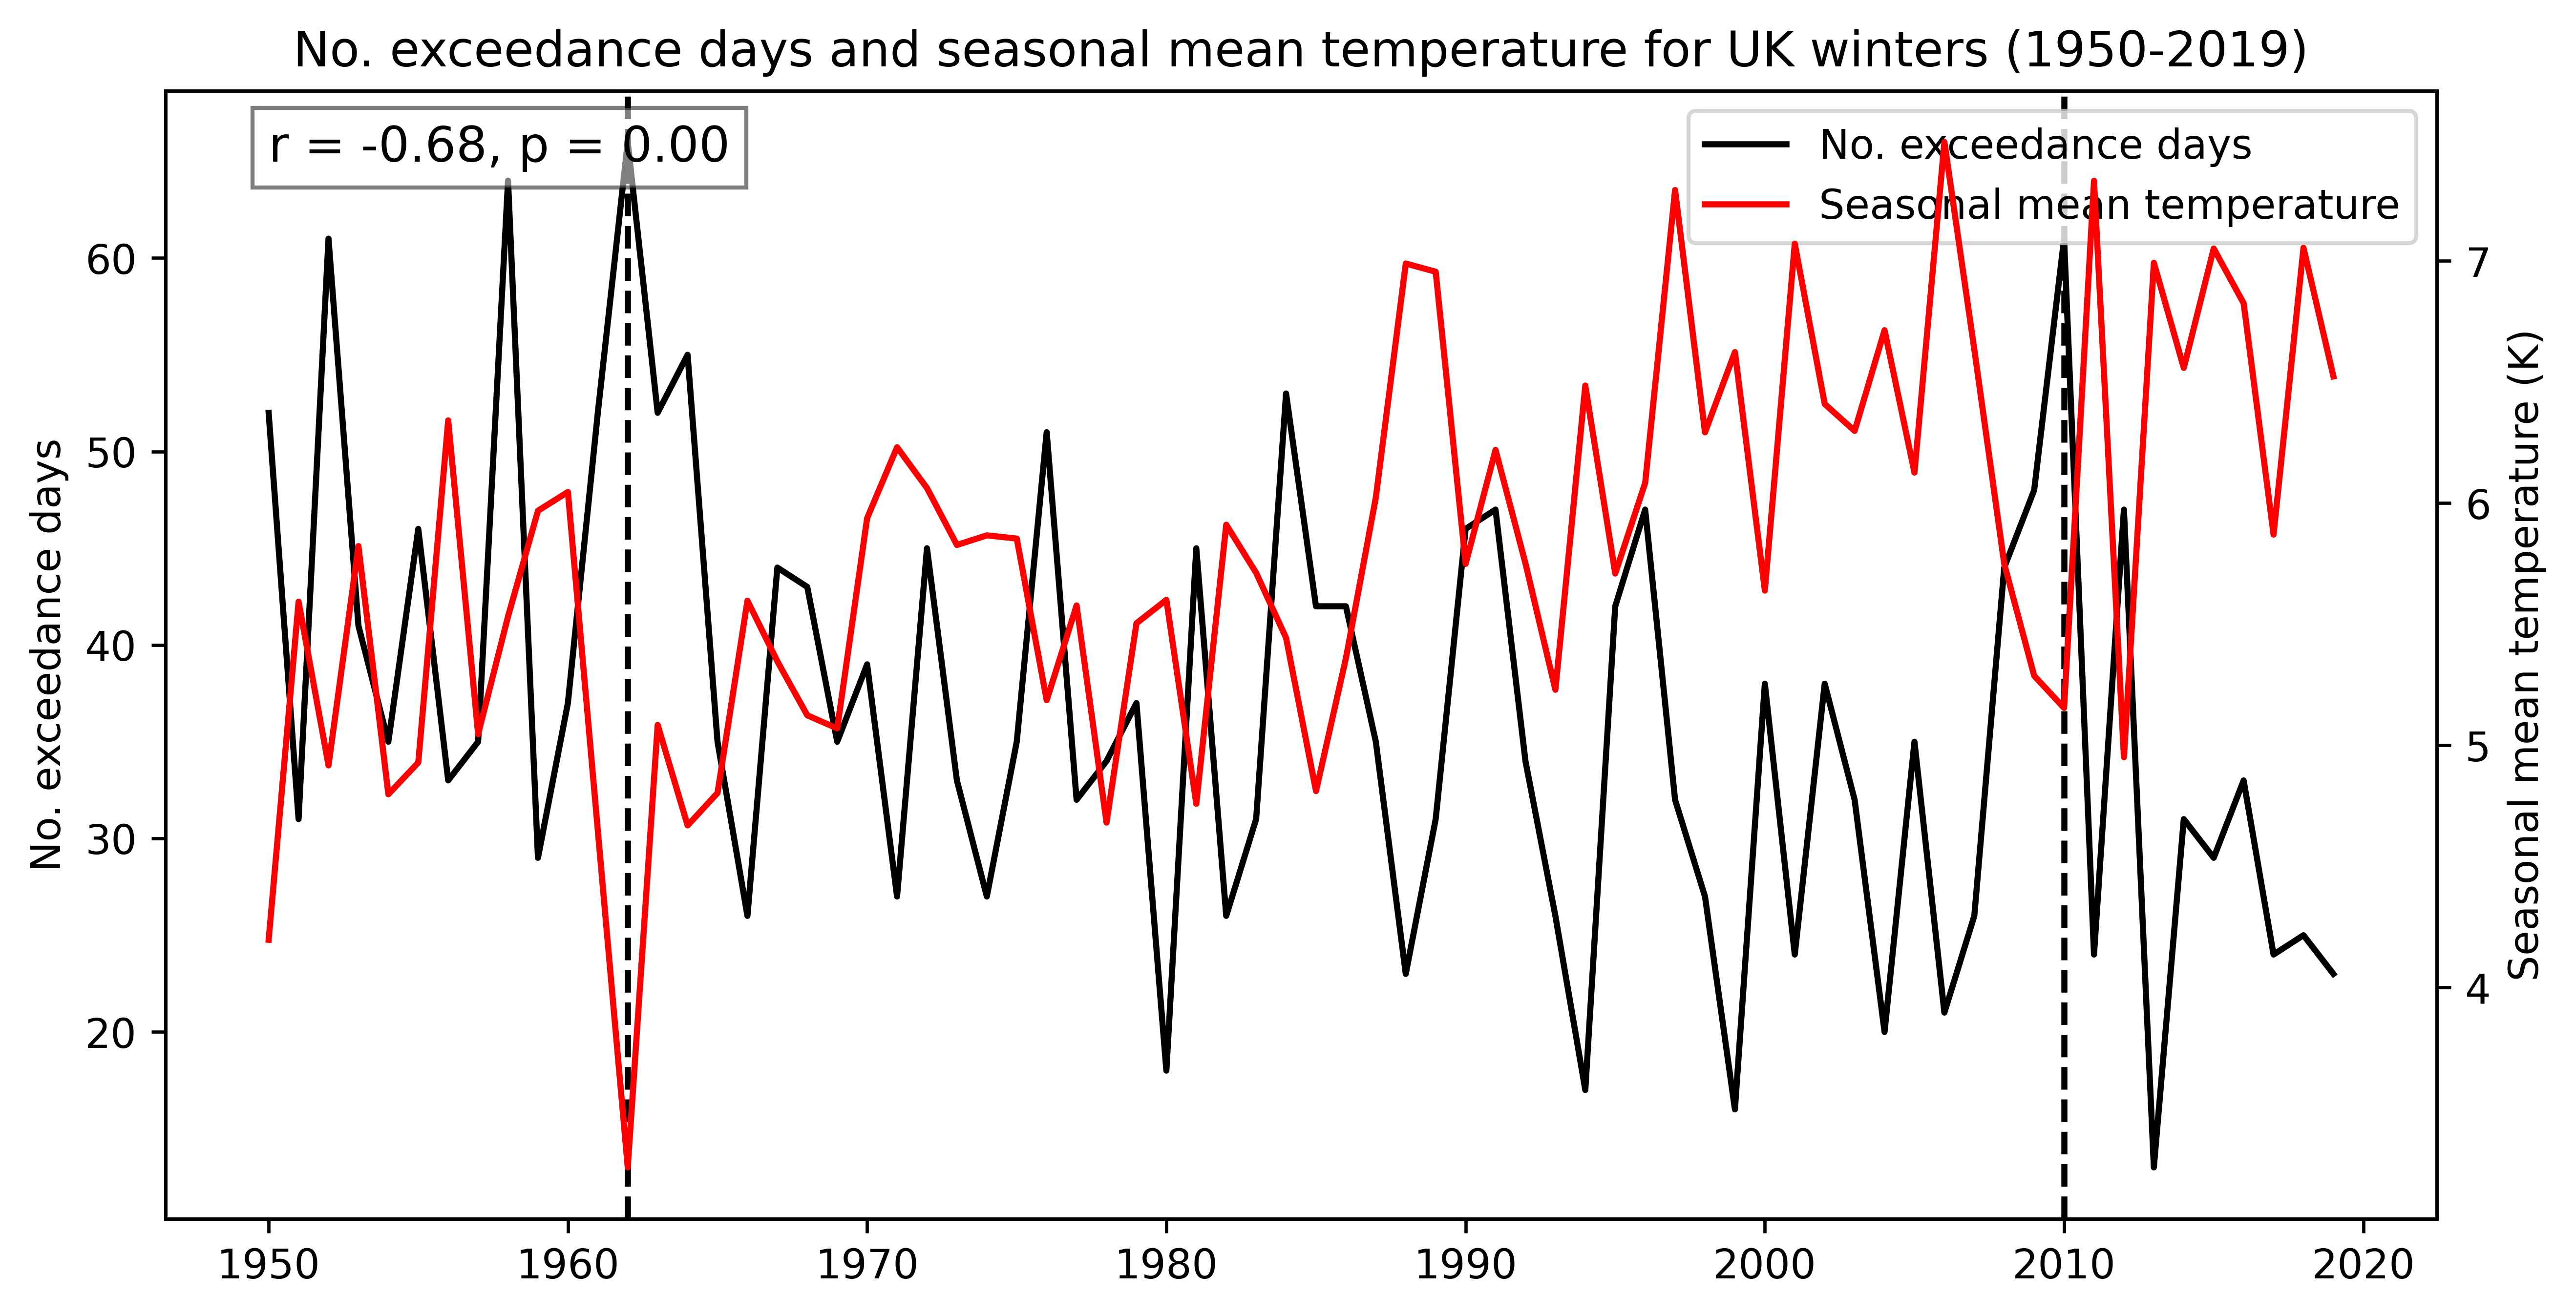 No. exceedance days and seasonal mean temperature for UK winters (1950-2019)
r = -0.68, p = 0.00
No. exceedance days
Seasonal mean temperature
No. exceedance days
60
50
40
30
20
7
6
5
4
Seasonal mean temperature (K)
1950 1960 1970 1980 1990 2000 2010 2020